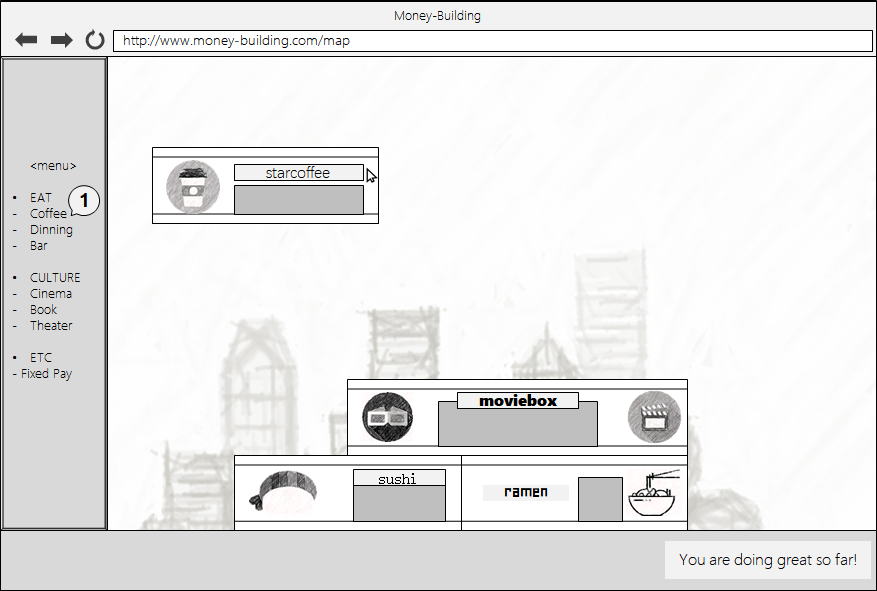 Money-Building
http://www.money-building.com/map
<menu>
• EAT
1
- Coffee
- Dinning
- Bar
• CULTURE
- Cinema
- Book
- Theater
• ETC
- Fixed Pay
starcoffee
moviebox
sushi
ramen
You are doing great so far!